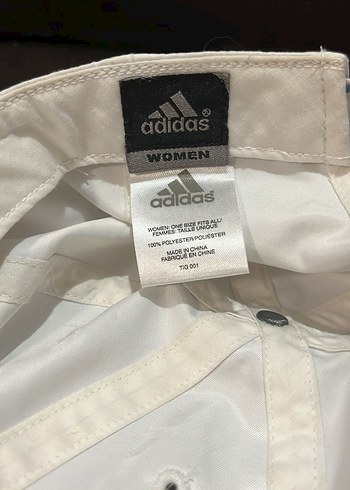 adidas
WOMEN
adidas
WOMEN: ONE SIZE FITS ALL/
FEMMES: TAILLE UNIQUE
100% POLYESTER/POLIÉSTER
MADE IN CHINA
FABRIQUÉ EN CHINE
TIG 001